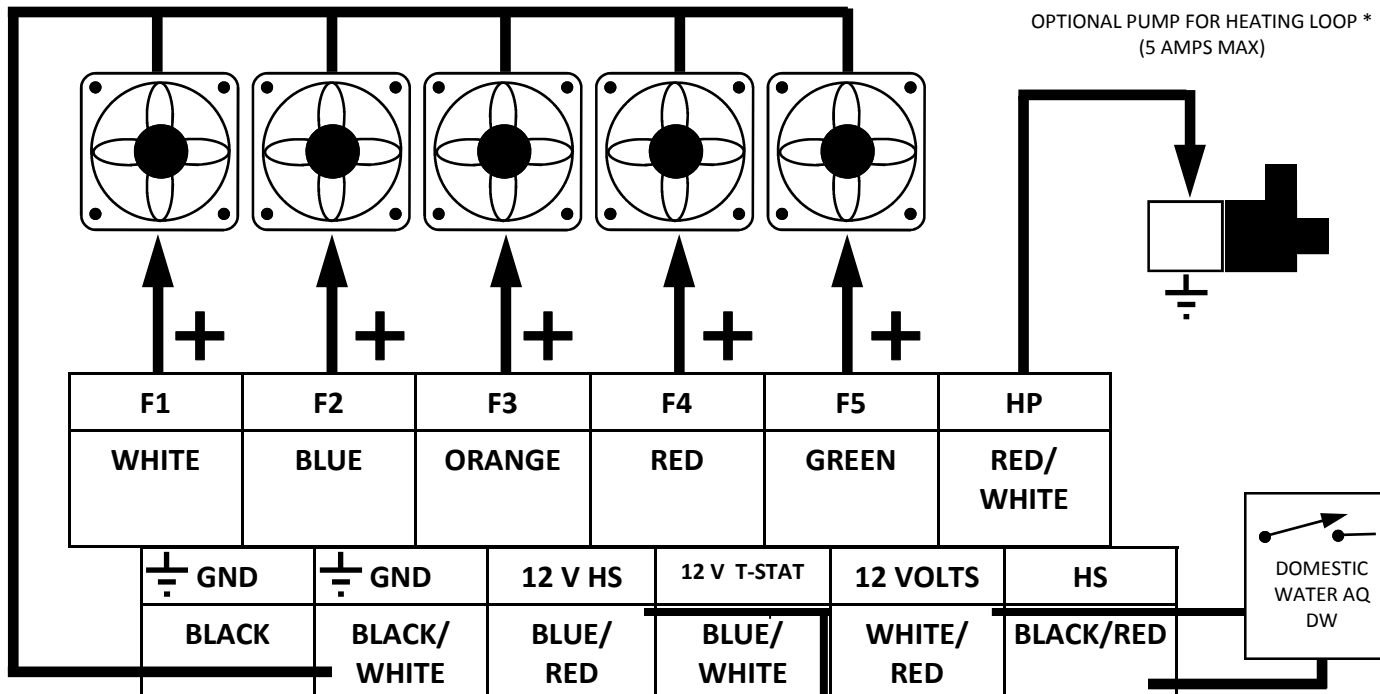 OPTIONAL PUMP FOR HEATING LOOP *
(5 AMPS MAX)
+ + + + +
F1 F2 F3 F4 F5 HP
WHITE BLUE ORANGE RED GREEN RED/
WHITE
GND GND 12 V HS 12 V T-STAT 12 VOLTS HS
BLACK BLACK/ BLUE/ BLUE/ WHITE/ BLACK/RED
WHITE RED WHITE RED
DOMESTIC
WATER AQ
DW